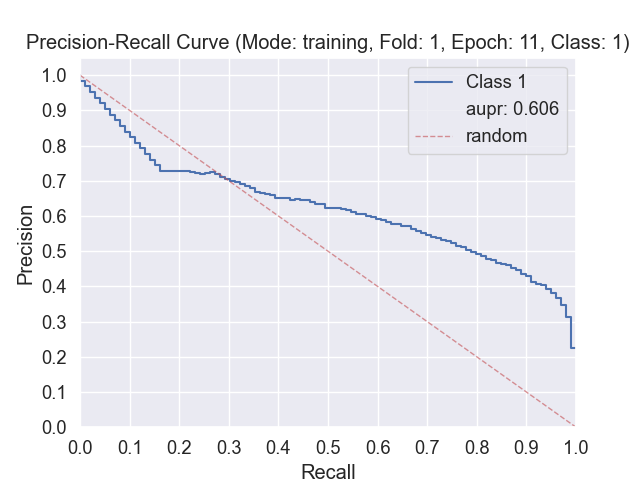 Precision-Recall Curve (Mode: training, Fold: 1, Epoch: 11, Class: 1)
Class 1
aupr: 0.606
random
Precision
1.0
0.9
0.8
0.7
0.6
0.5
0.4
0.3
0.2
0.1
0.0
0.0 0.1 0.2 0.3 0.4 0.5 0.6 0.7 0.8 0.9 1.0
Recall